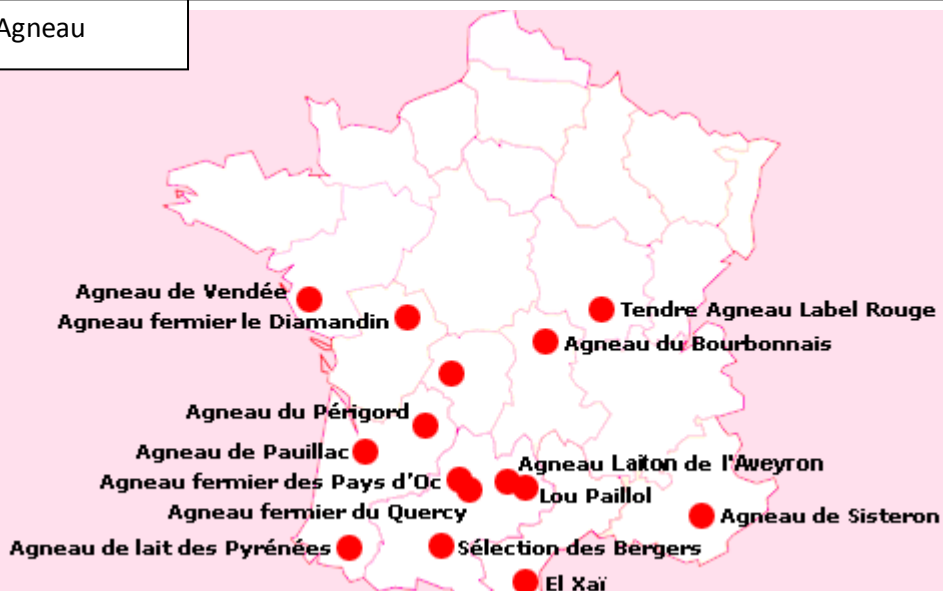 Agneau
Agneau de Vendée
Agneau fermier le Diamandin
Tendre Agneau Label Rouge
Agneau du Bourbonnais
Agneau du Périgord
Agneau de Pauillac
Agneau Laiton de l'Aveyron
Agneau fermier des Pays d'Oc
Lou Paillol
Agneau fermier du Quercy
Agneau de Sisteron
Agneau de lait des Pyrénées
Sélection des Bergers
El Xaï